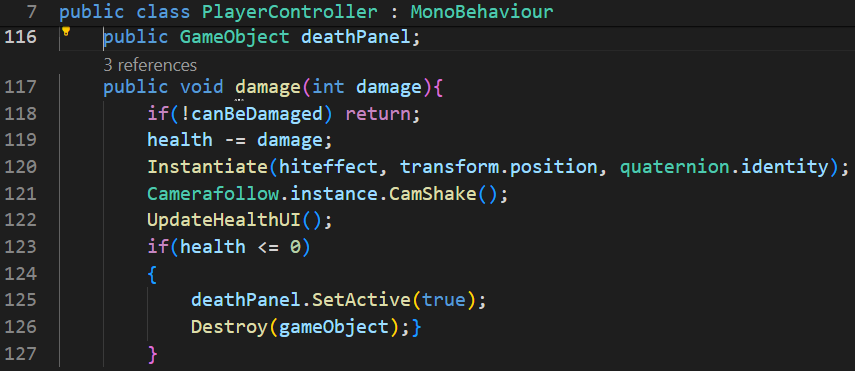 7 public class PlayerController : MonoBehaviour
116 public GameObject deathPanel;
3 references
117 public void damage(int damage){
118 if(!canBeDamaged) return;
119 health -= damage;
120 Instantiate(hiteffect, transform.position, quaternion.identity);
121 Camerafollow.instance.CamShake();
122 UpdateHealthUI();
123 if(health <= 0)
124 {
125 deathPanel.SetActive(true);
126 Destroy(gameObject);}
127 }